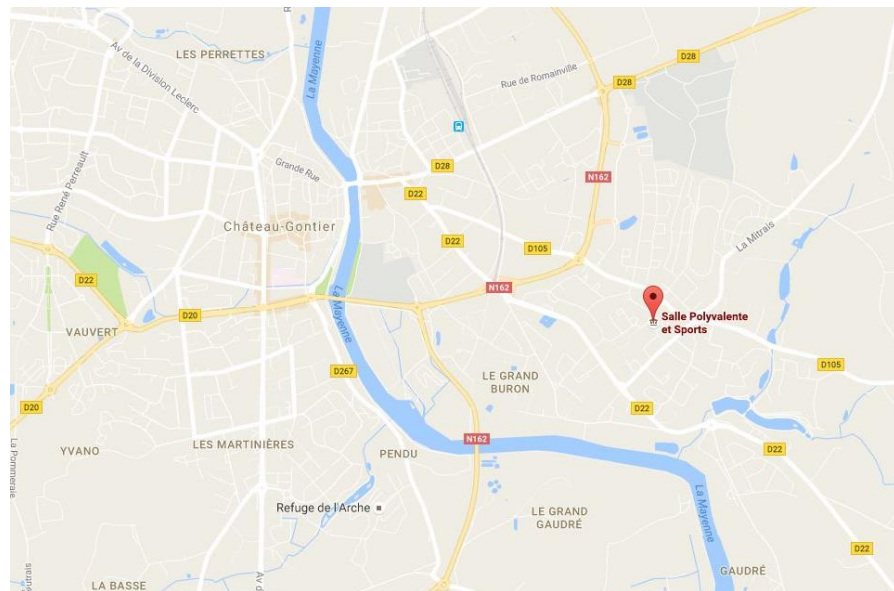 R
LES PERRETTES
Av de la Division Leclerc
La Mayenne
D28
Rue de Romainville
D28
Grande Rue
D28
N162
Rue René Perreault
D22
Château-Gontier
D22
D105
La Mitrais
D22
La Mayenne
N162
Salle Polyvalente
et Sports
D20
VAUVERT
D267
LE GRAND
BURON
D105
D20
D22
La Pommeraie
YVANO
LES MARTINIÈRES
PENDU
N162
D22
Refuge de l'Arche
LE GRAND
GAUDRÉ
La Mayenne
D22
LA BASSE
Av d
GAUDRÉ